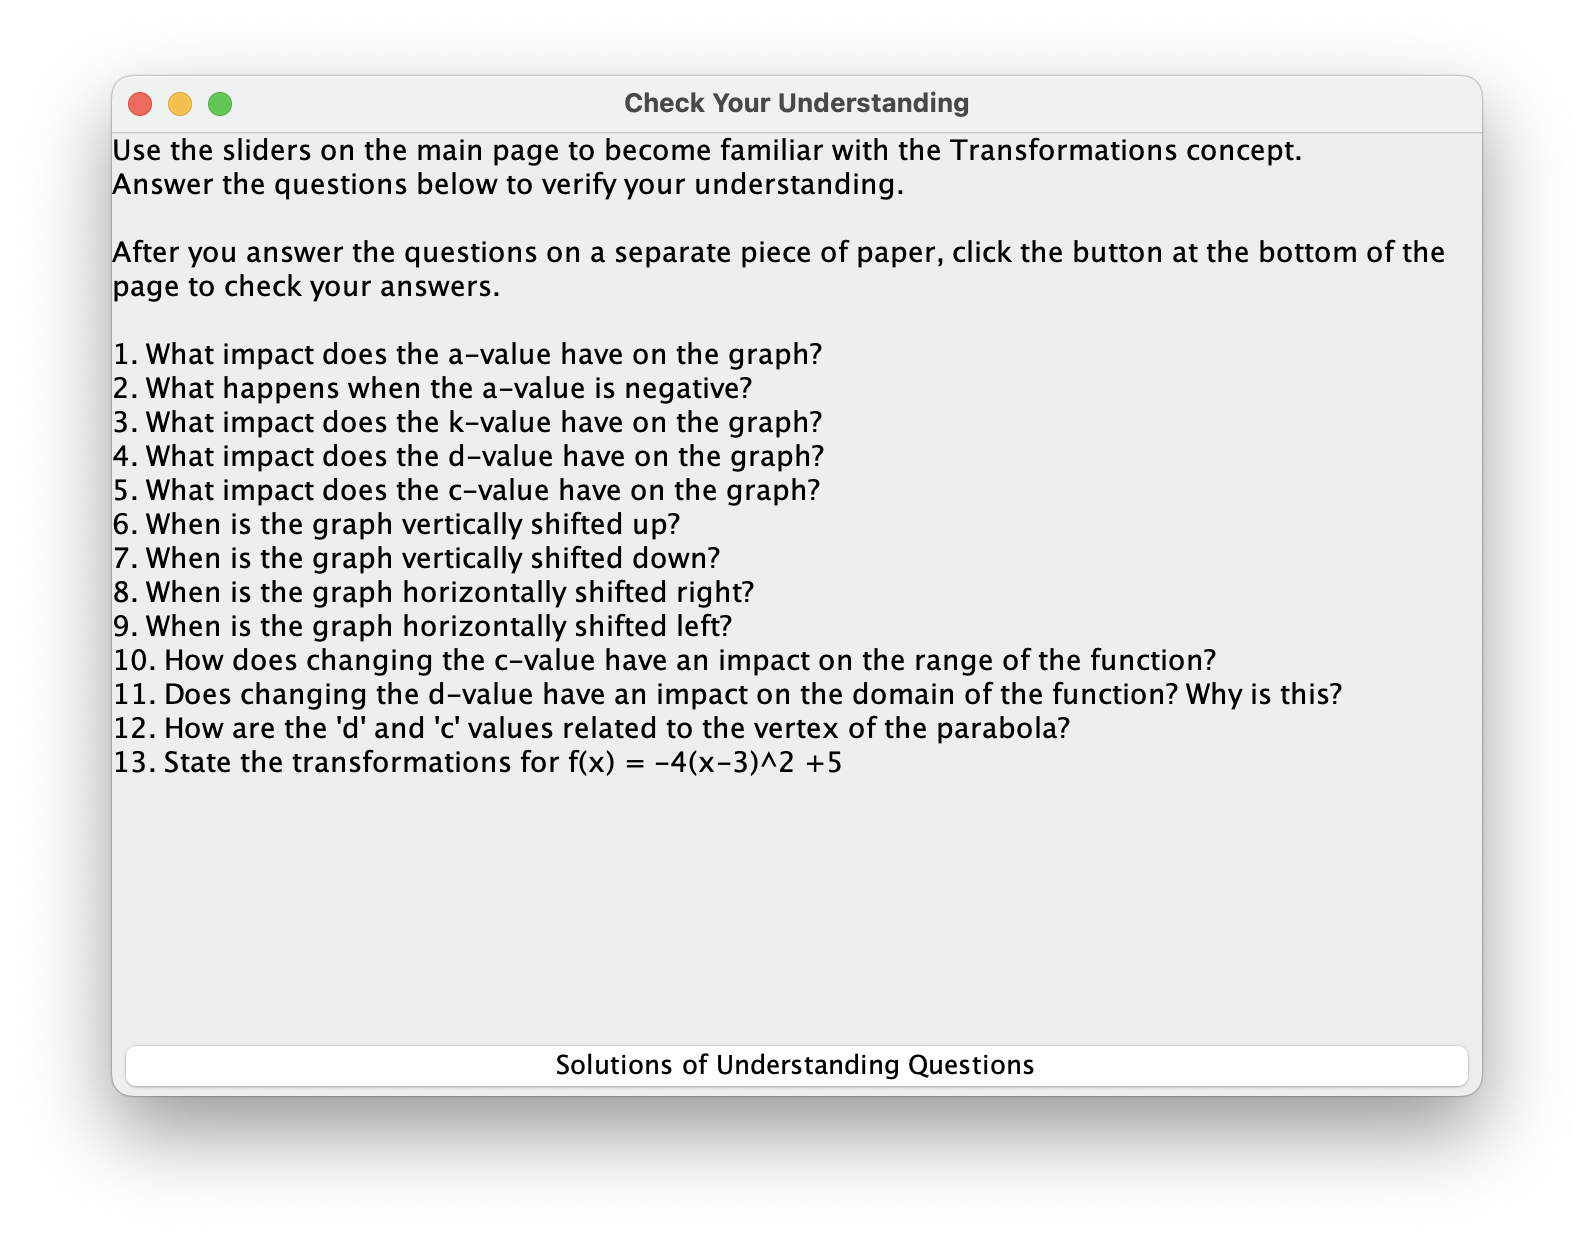 Check Your Understanding
Use the sliders on the main page to become familiar with the Transformations concept.
Answer the questions below to verify your understanding.
After you answer the questions on a separate piece of paper, click the button at the bottom of the
page to check your answers.
1. What impact does the a-value have on the graph?
2. What happens when the a-value is negative?
3. What impact does the k-value have on the graph?
4. What impact does the d-value have on the graph?
5. What impact does the c-value have on the graph?
6. When is the graph vertically shifted up?
7. When is the graph vertically shifted down?
8. When is the graph horizontally shifted right?
9. When is the graph horizontally shifted left?
10. How does changing the c-value have an impact on the range of the function?
11. Does changing the d-value have an impact on the domain of the function? Why is this?
12. How are the 'd' and 'c' values related to the vertex of the parabola?
13. State the transformations for f(x) = -4(x-3)^2 +5
Solutions of Understanding Questions